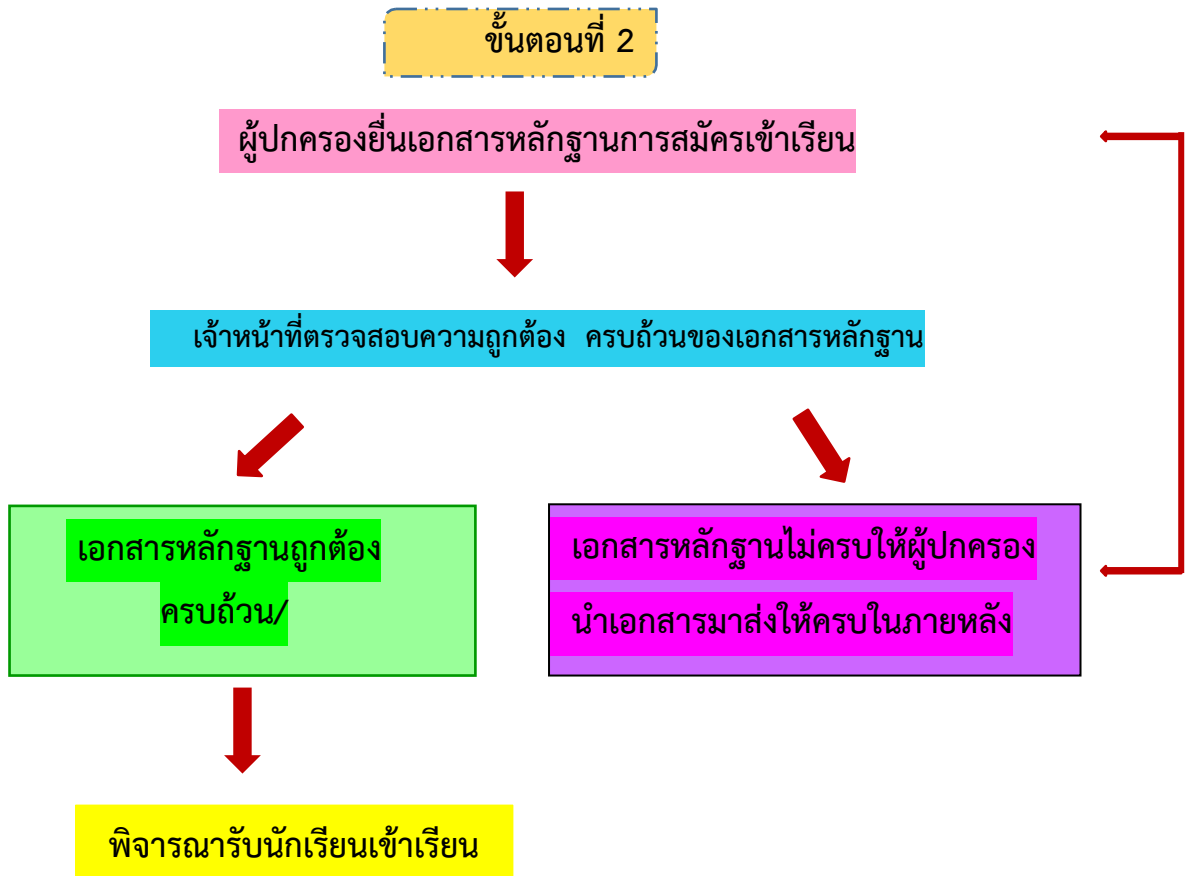 ขั้นตอนที่ 2
ผู้ปกครองยื่นเอกสารหลักฐานการสมัครเข้าเรียน
เจ้าหน้าที่ตรวจสอบความถูกต้อง ครบถ้วนของเอกสารหลักฐาน
เอกสารหลักฐานถูกต้อง
ครบถ้วน/
เอกสารหลักฐานไม่ครบให้ผู้ปกครอง
นำเอกสารมาส่งให้ครบในภายหลัง
พิจารณารับนักเรียนเข้าเรียน